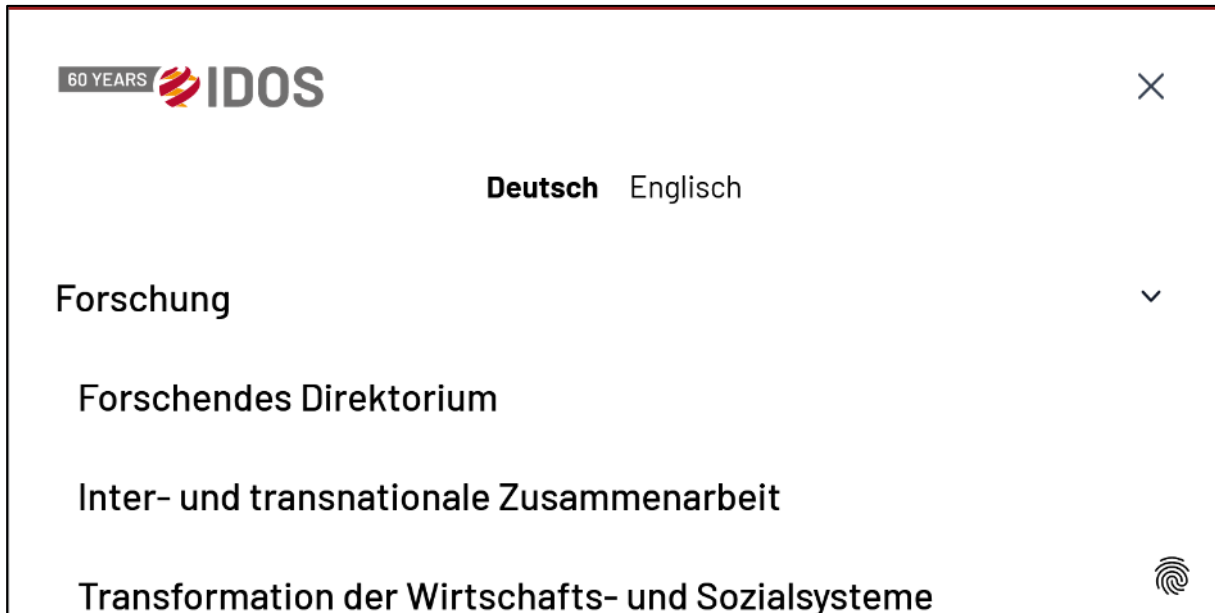 60 YEARS IDOS
Deutsch Englisch
Forschung
Forschendes Direktorium
Inter- und transnationale Zusammenarbeit
Transformation der Wirtschafts- und Sozialsysteme